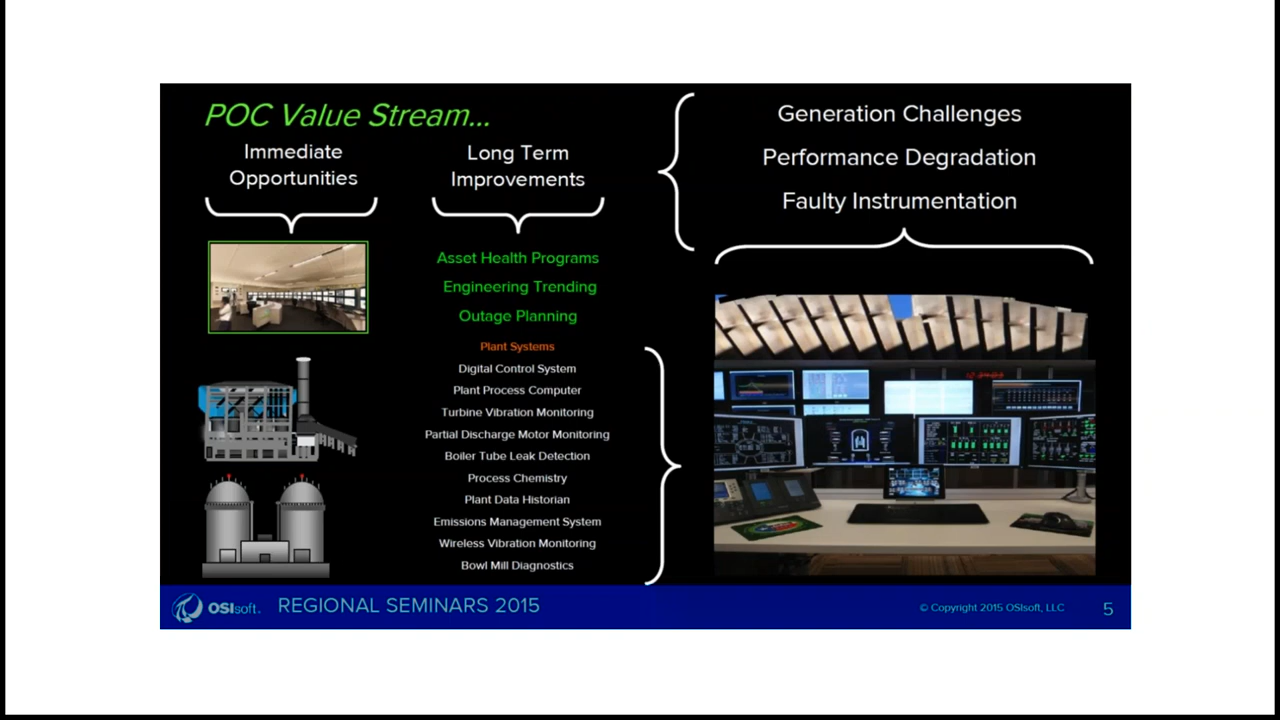 POC Value Stream...
Immediate
Opportunities
Long Term
Improvements
Generation Challenges
Performance Degradation
Faulty Instrumentation
Asset Health Programs
Engineering Trending
Outage Planning
Plant Systems
Digital Control System
Plant Process Computer
Turbine Vibration Monitoring
Partial Discharge Motor Monitoring
Boiler Tube Leak Detection
Process Chemistry
Plant Data Historian
Emissions Management System
Wireless Vibration Monitoring
Bowl Mill Diagnostics
OSIsoft.
REGIONAL SEMINARS 2015
© Copyright 2015 OSIsoft, LLC
5